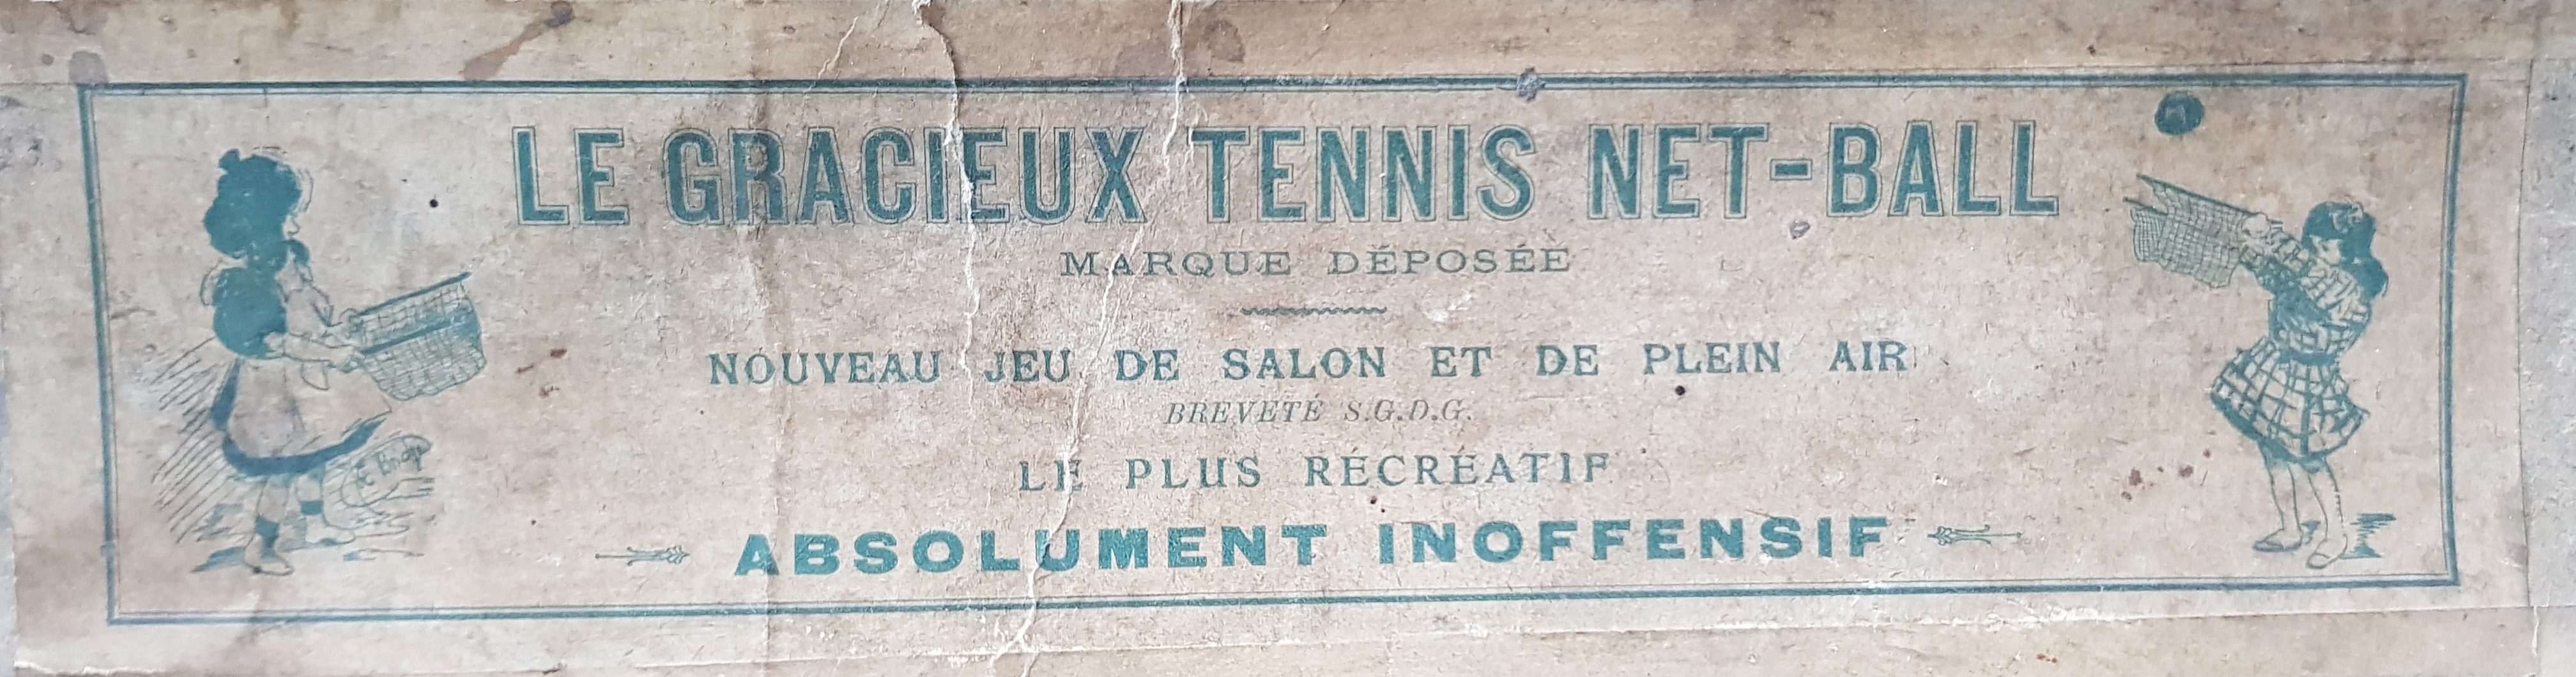 LE GRACIEUX TENNIS NET-BALL
MARQUE DÉPOSÉE
NOUVEAU JEU DE SALON ET DE PLEIN AIR
BREVETÉ S.G.D.G.
LE PLUS RÉCRÉATIF
ABSOLUMENT INOFFENSIF